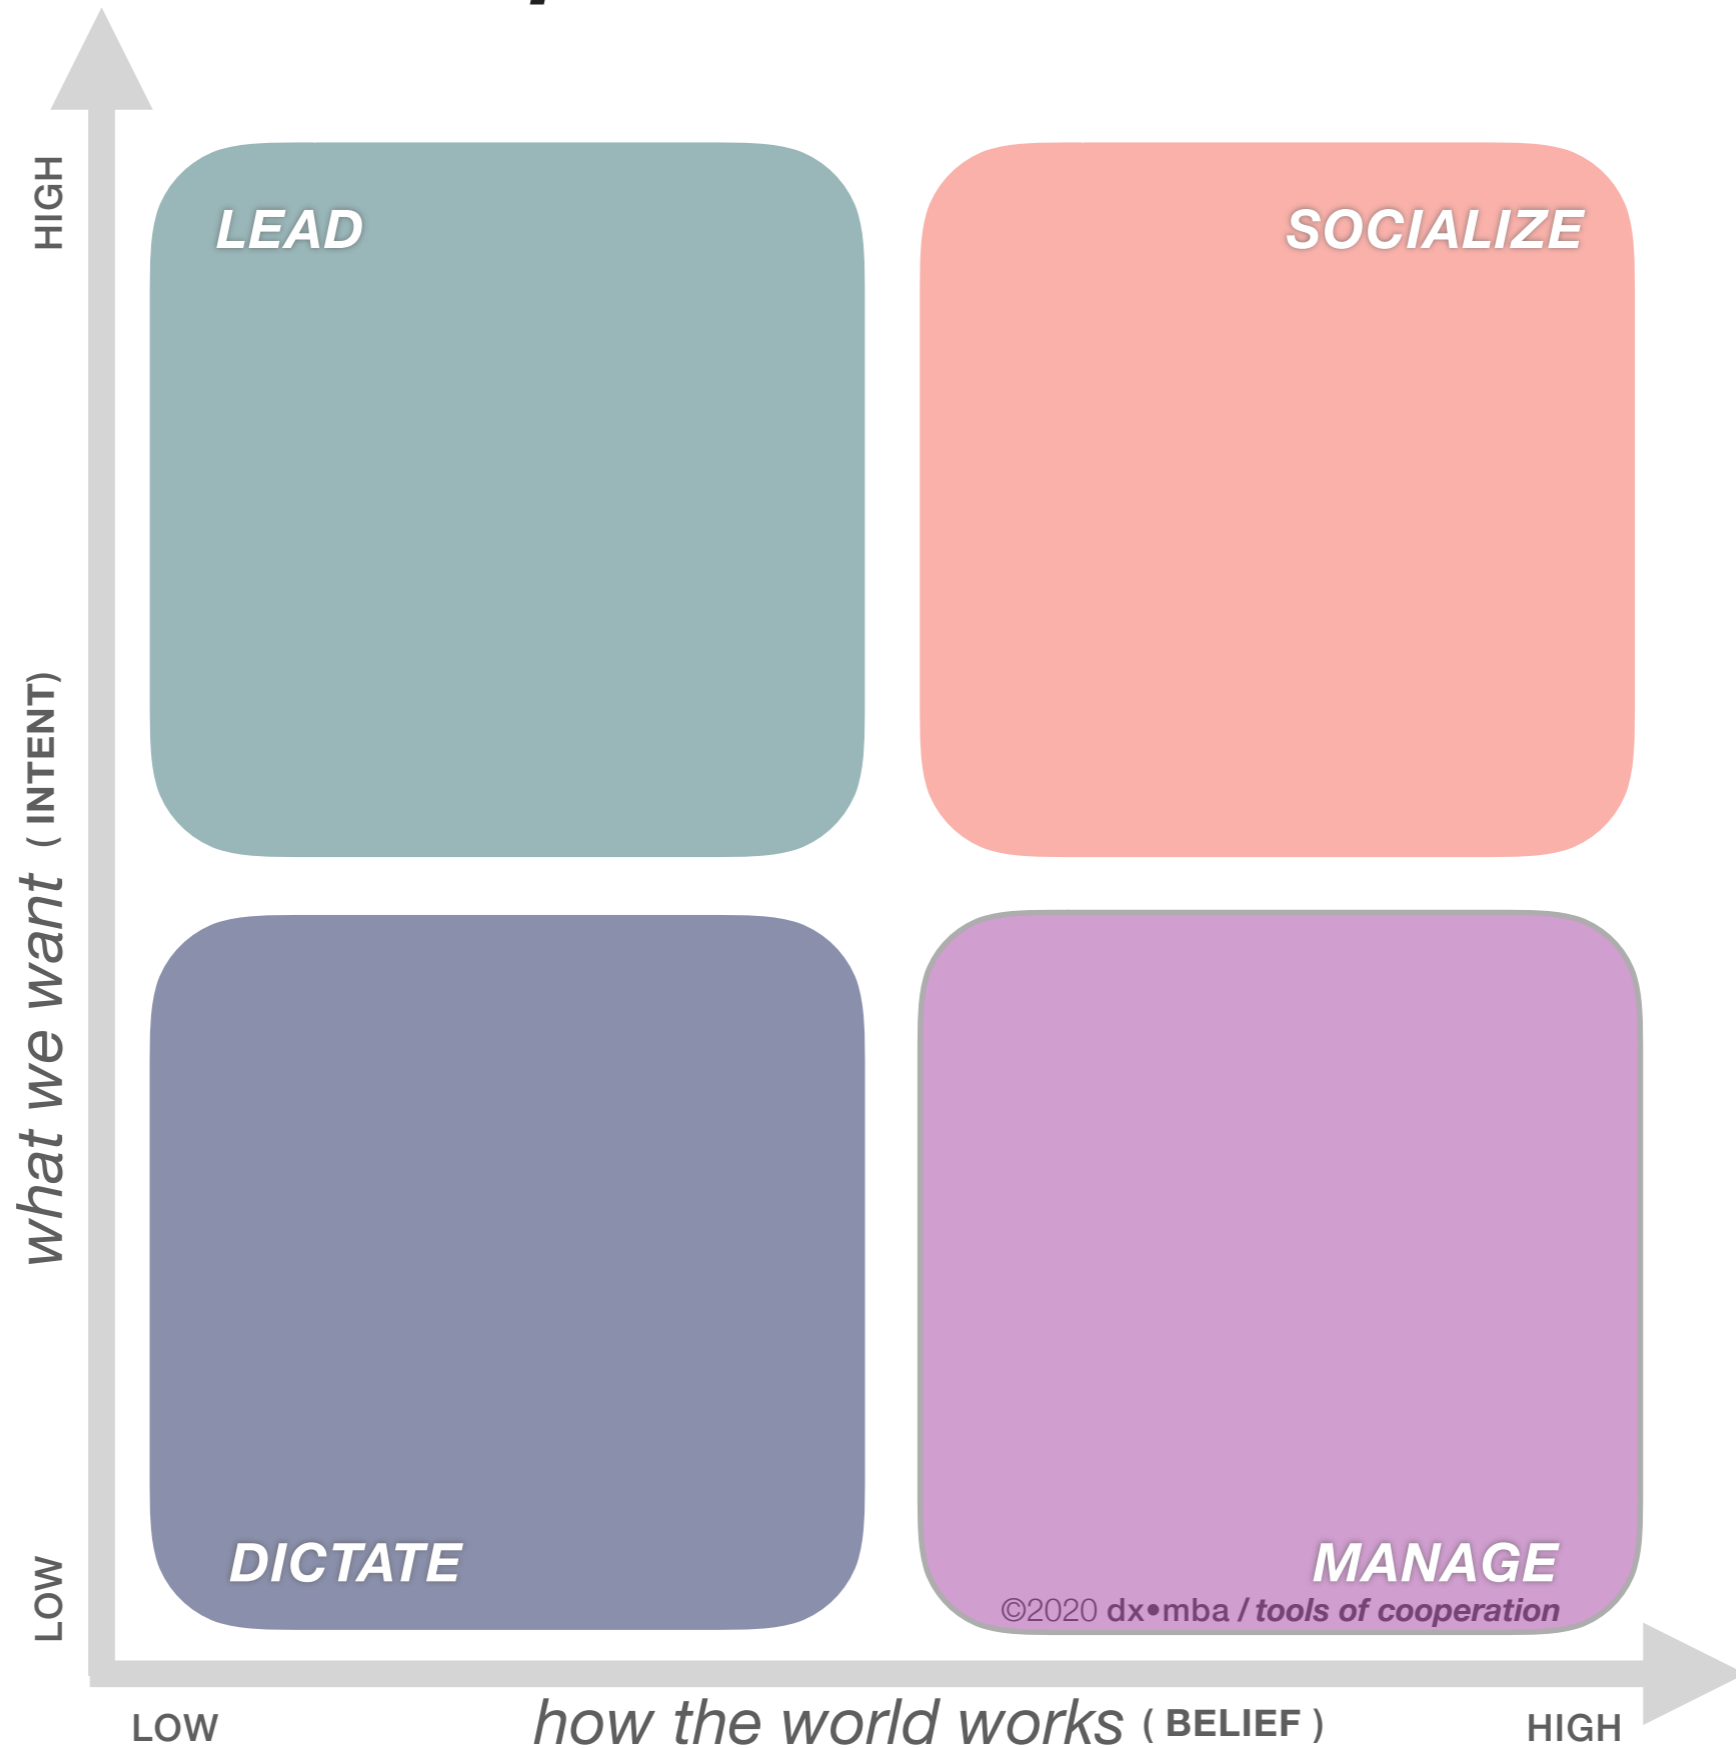 HIGH
LEAD
SOCIALIZE
what we want ( INTENT)
DICTATE
MANAGE
©2020 dx•mba / tools of cooperation
LOW
LOW
how the world works ( BELIEF )
HIGH